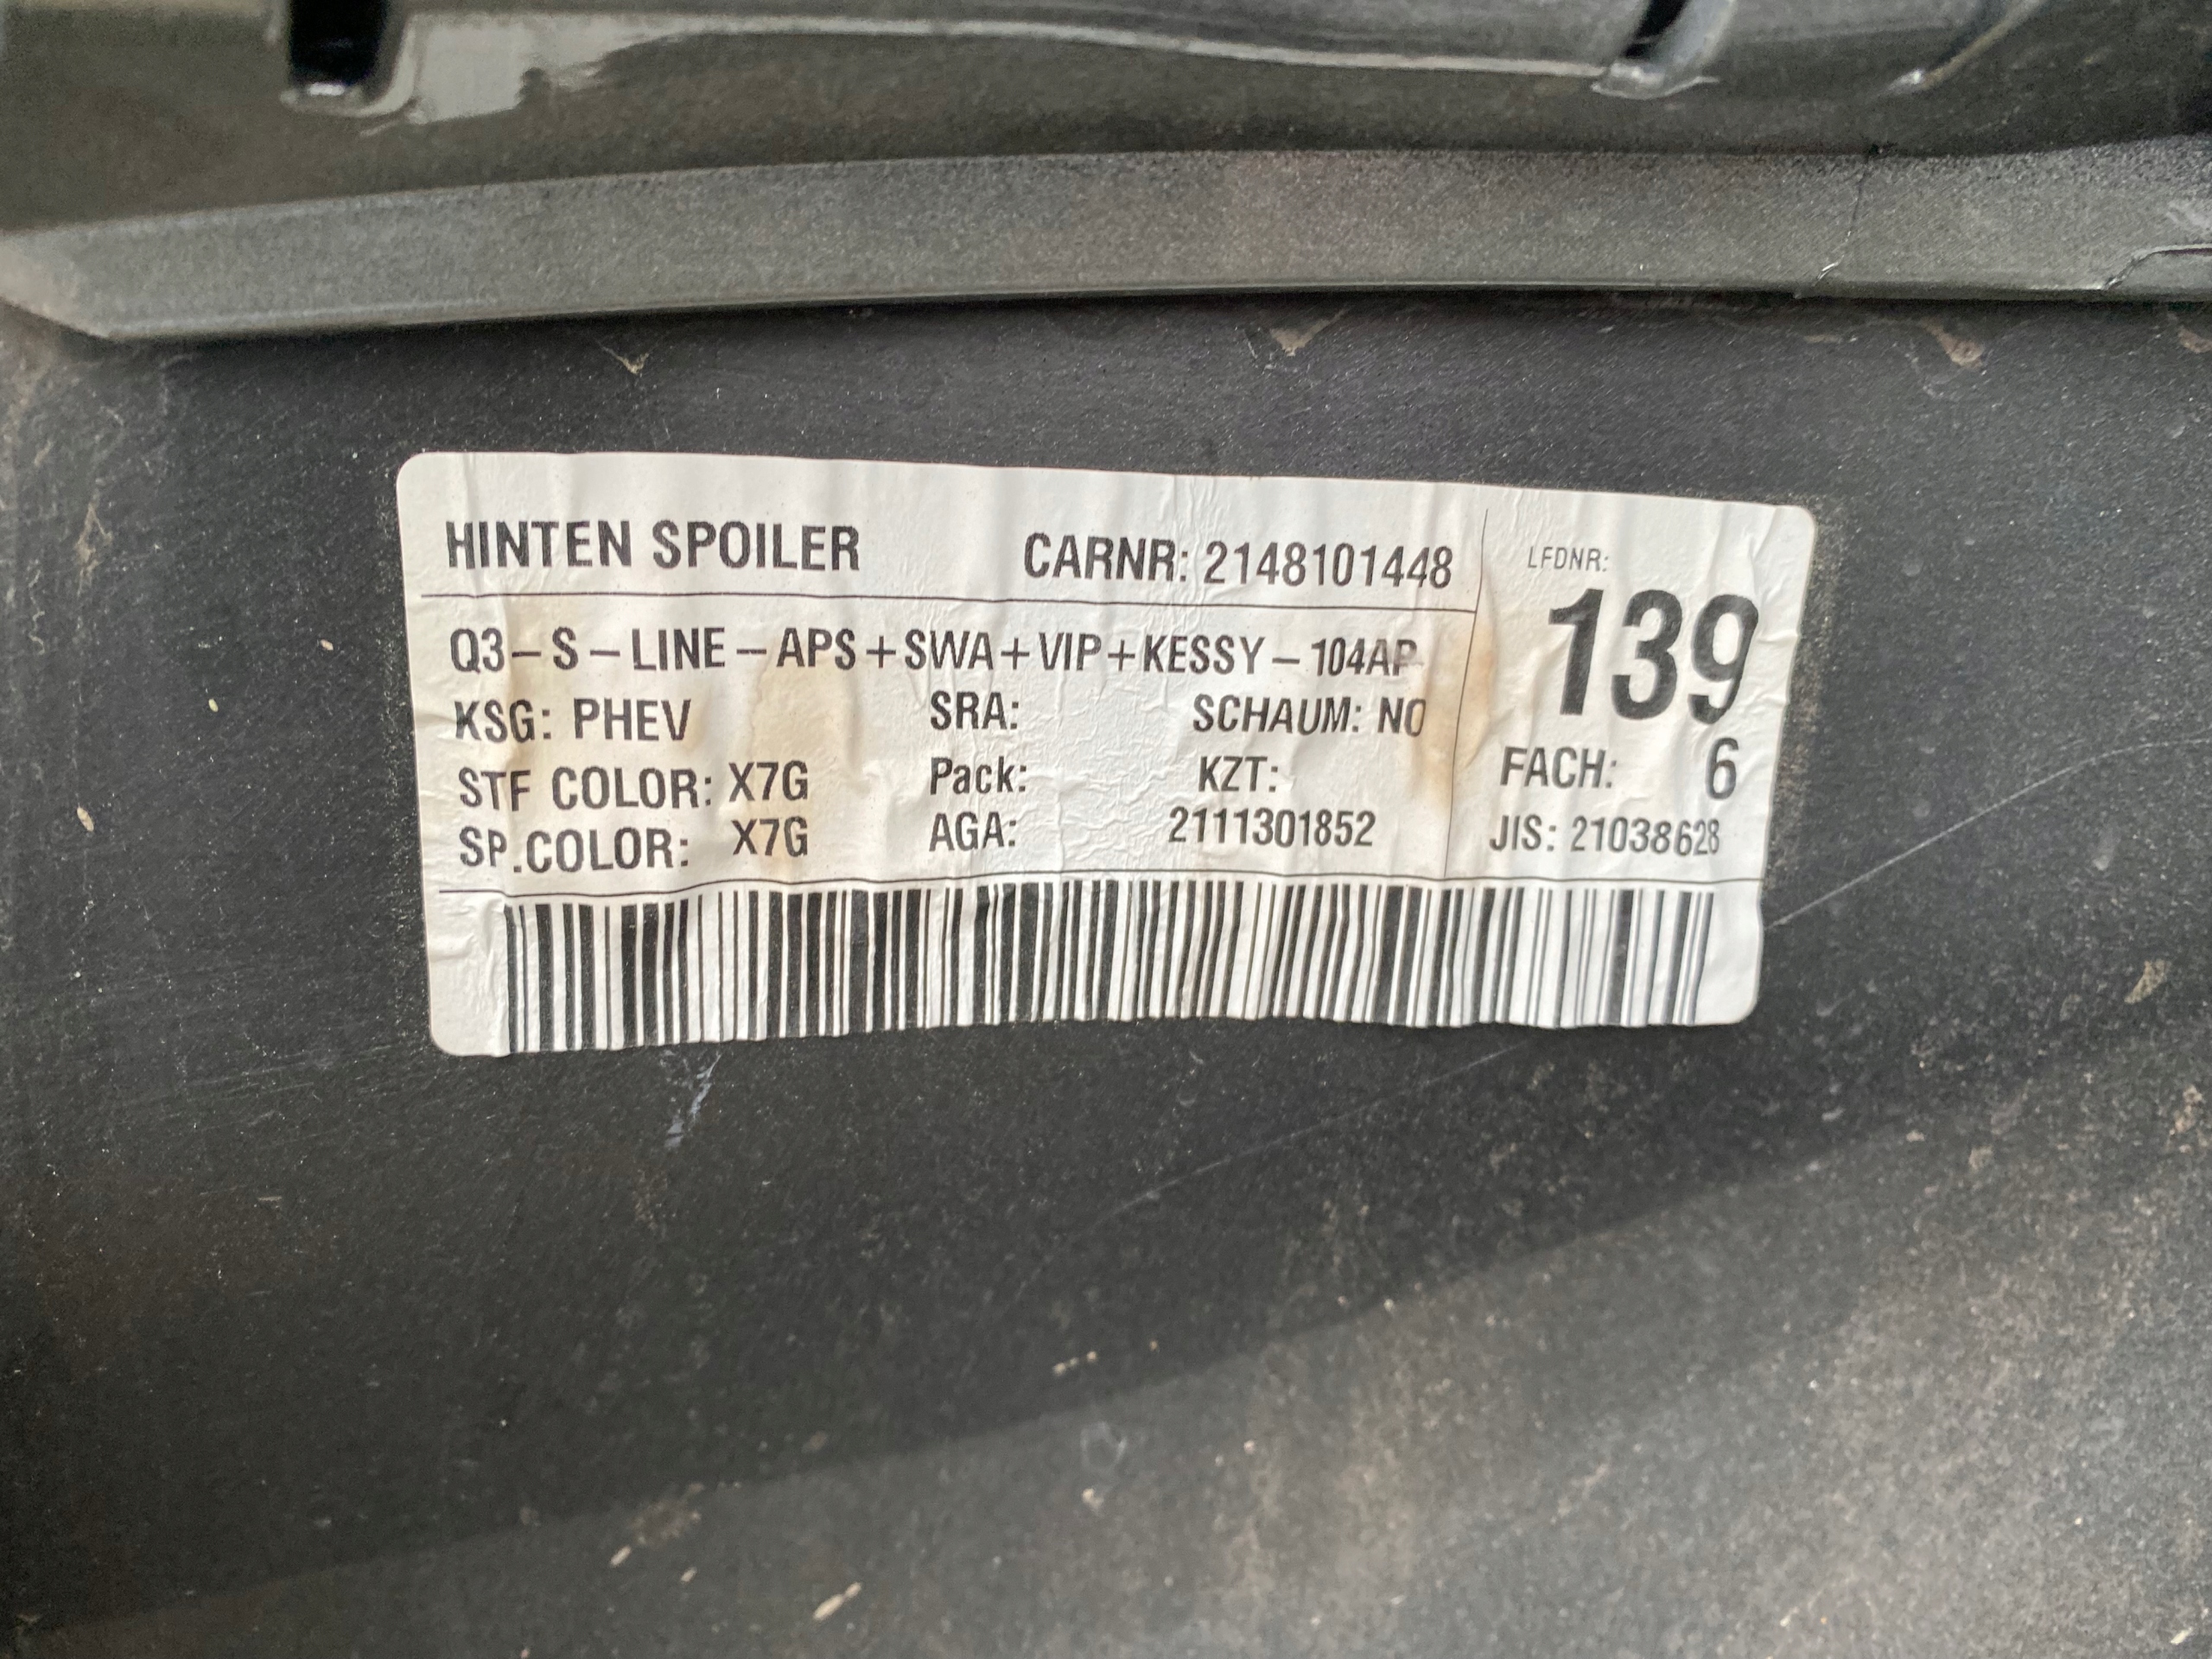 HINTEN SPOILER CARNR: 2148101448
LFDNR:
139
Q3-S-LINE-APS+SWA+VIP+KESSY-104AP
KSG: PHEV SRA: SCHAUM: NO
STF COLOR: X7G Pack: KZT:
FACH: 6
SP.COLOR: X7G AGA: 2111301852
JIS: 21038628